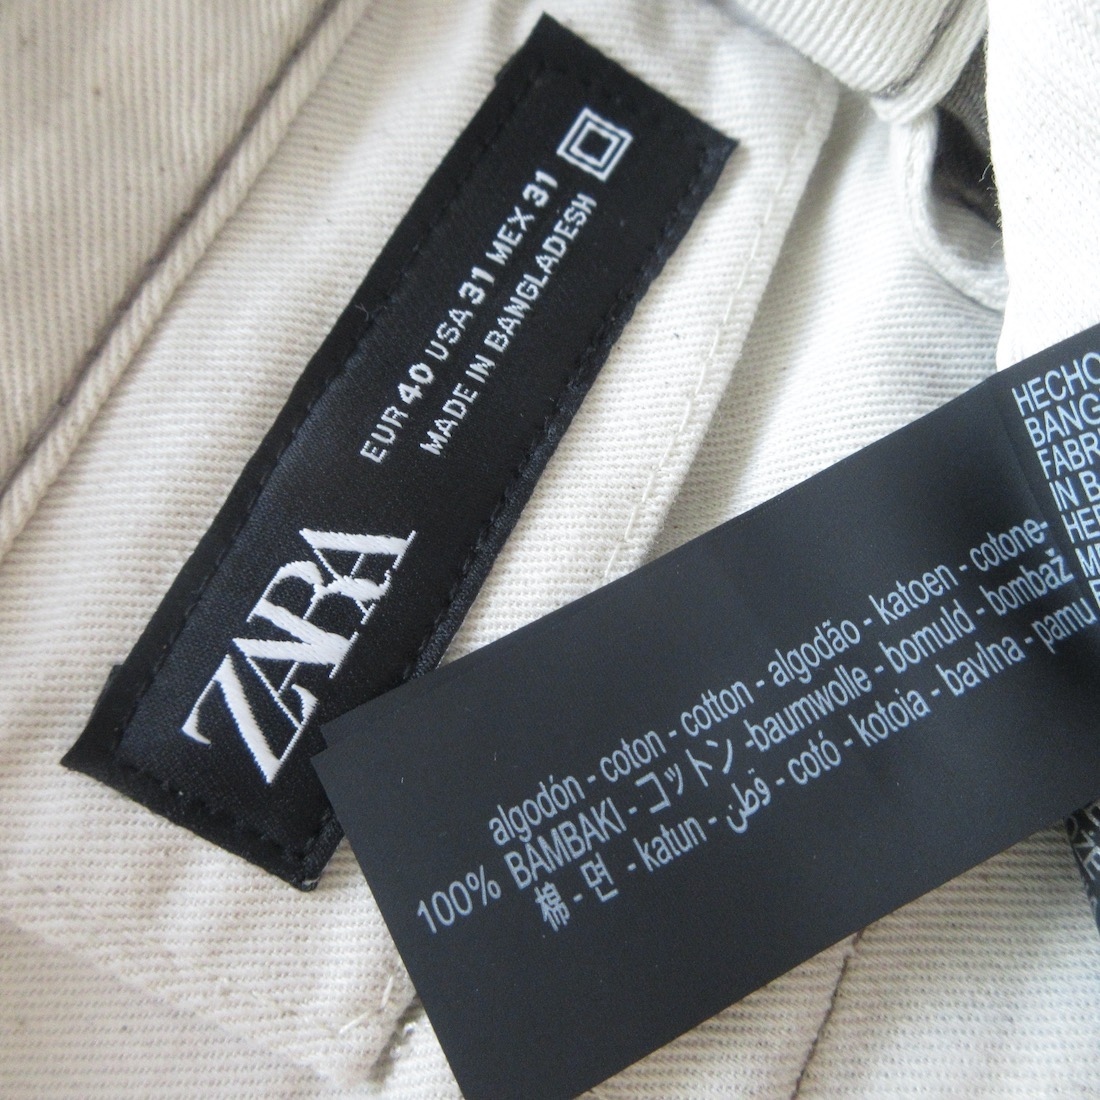 ZARA
EUR 40 USA 31 MEX 31
MADE IN BANGLADESH
algodón - coton - cotton - algodão - katoen - cotone-
100% BAMBAKI - コットン -baumwolle - bomuld - bombaž
棉 - 면 - katun - قطن - cotó - kotoia - bavlna - pamu
HECHO
BANG
FABR
IN B